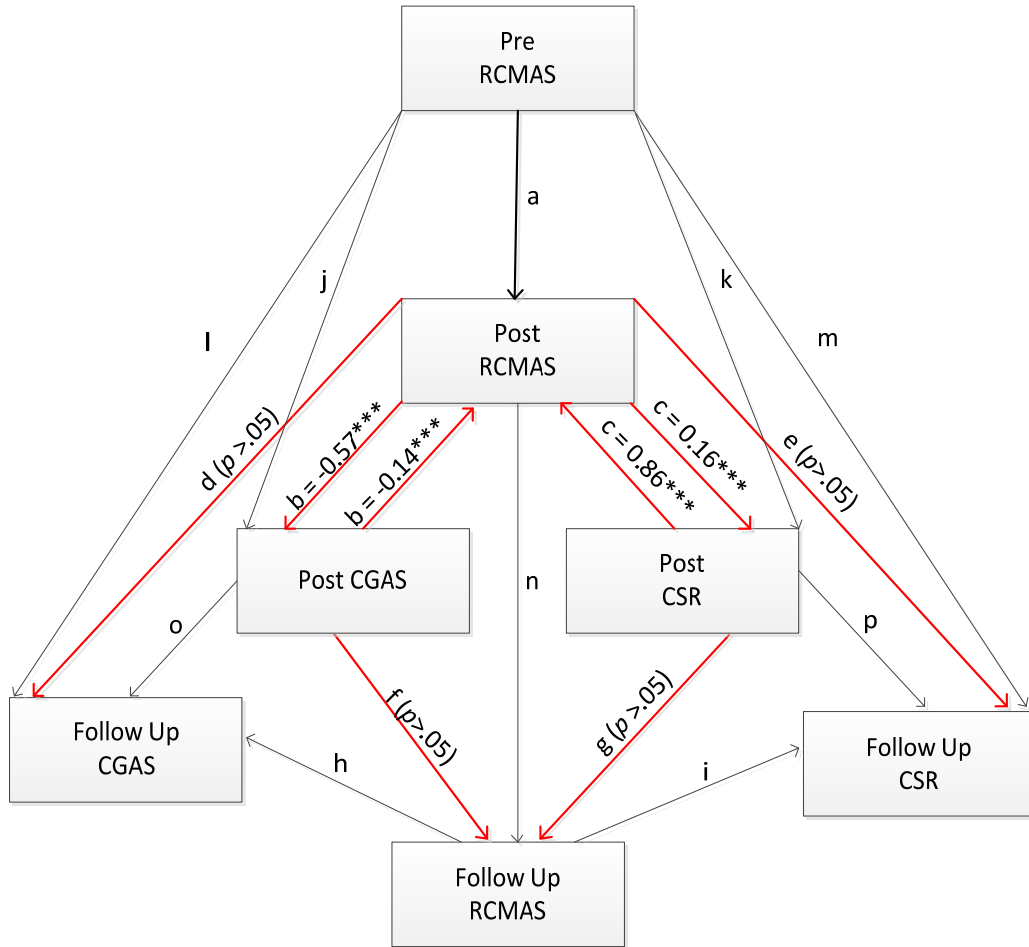 Pre
RCMAS
a
j
k
l
m
Post
RCMAS
d (p >.05)
b = -0.57***
b = -0.14***
c = 0.86***
c = 0.16***
e (p>.05)
Post CGAS
n
Post
CSR
o
p
f (p>.05)
g (p >.05)
Follow Up
CGAS
h
i
Follow Up
CSR
Follow Up
RCMAS